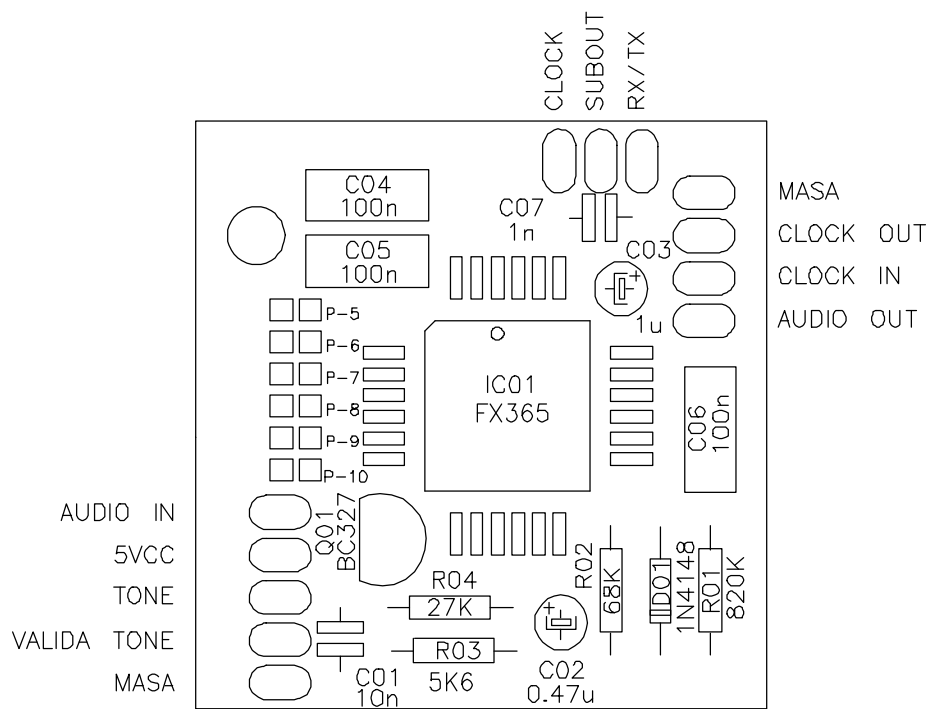 CLOCK
SUBOUT
RX/TX
C04
100n
C05
100n
C07
1n
C03
+
1u
MASA
CLOCK OUT
CLOCK IN
AUDIO OUT
P-5
P-6
P-7
P-8
P-9
P-10
IC01
FX365
C06
100n
AUDIO IN
5VCC
TONE
VALIDA TONE
MASA
Q01
BC327
R04
27K
R03
5K6
C01
10n
+
C02
0.47u
R02
68K
D01
1N4148
R01
820K